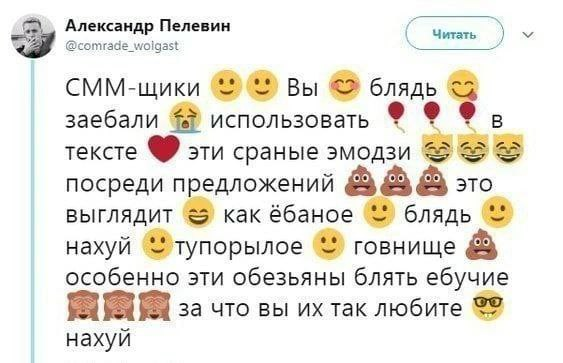 Александр Пелевин
@comrade_wolgast
Читать
СММ-щики 🙂🙂 Вы 😊 блядь 😋
заебали 😭 использовать 🎈🎈🎈 в
тексте ❤️ эти сраные эмодзи 😸😸😸
посреди предложений 💩💩💩 это
выглядит 😄 как ёбаное 🙂 блядь 🙂
нахуй 🙂тупорылое 🙂 говнище 💩
особенно эти обезьяны блять ебучие
🙈🙈🙈 за что вы их так любите 🤓
нахуй